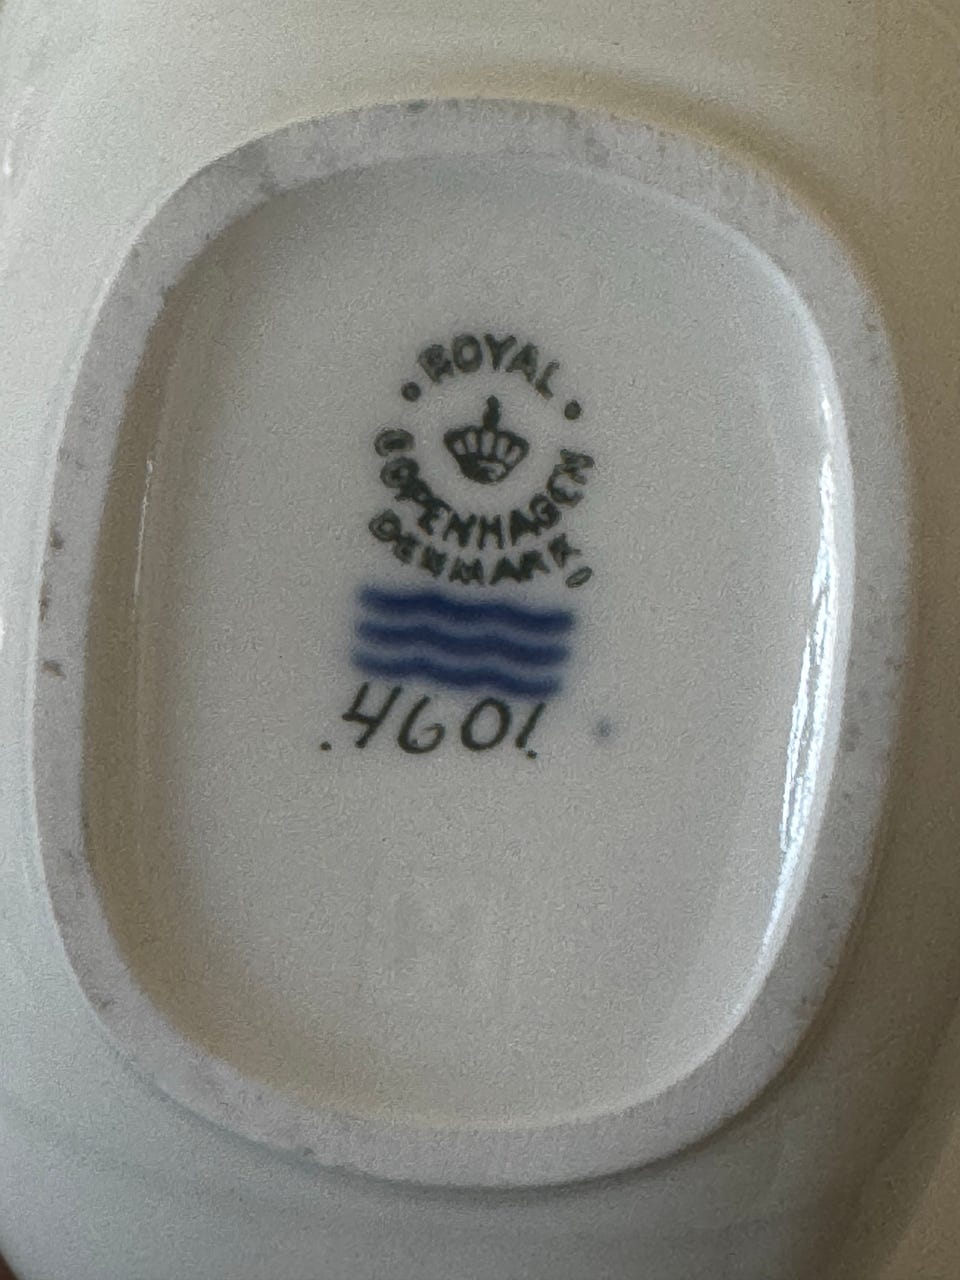 ROYAL
COPENHAGEN
DENMARK
.4601.